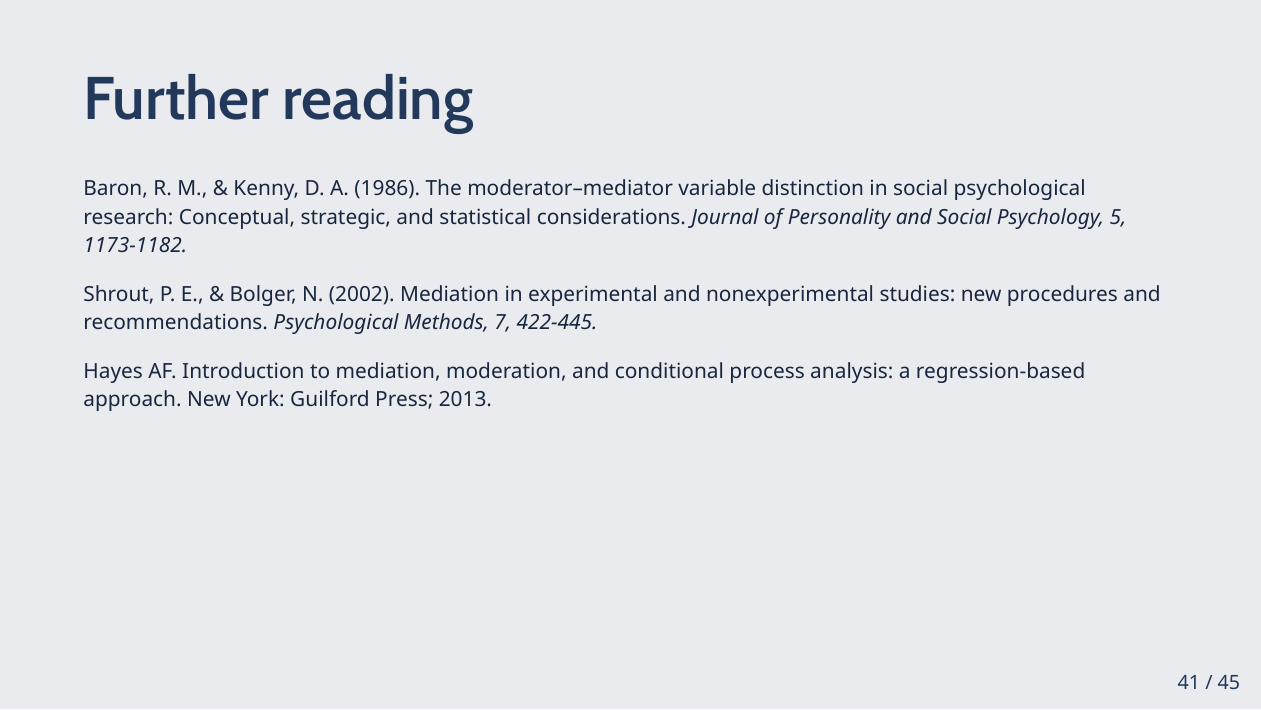 Further reading
Baron, R. M., & Kenny, D. A. (1986). The moderator–mediator variable distinction in social psychological
research: Conceptual, strategic, and statistical considerations. Journal of Personality and Social Psychology, 5,
1173-1182.
Shrout, P. E., & Bolger, N. (2002). Mediation in experimental and nonexperimental studies: new procedures and
recommendations. Psychological Methods, 7, 422-445.
Hayes AF. Introduction to mediation, moderation, and conditional process analysis: a regression-based
approach. New York: Guilford Press; 2013.
41 / 45